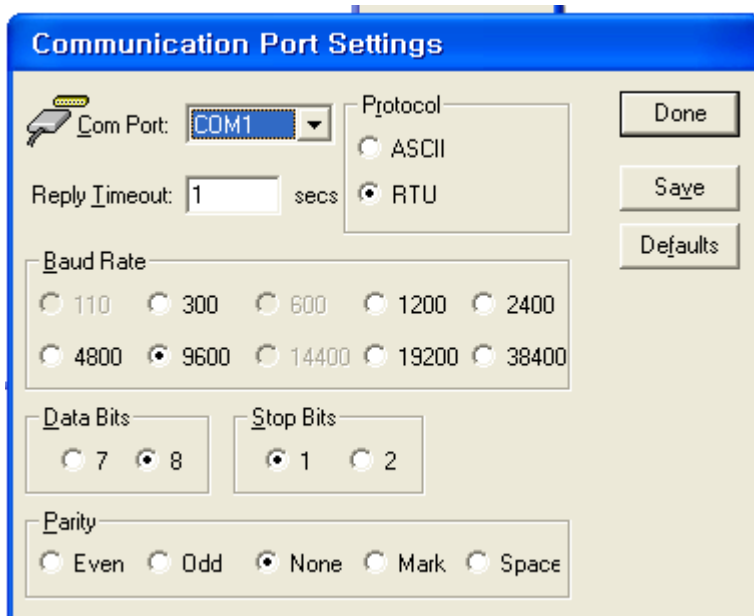 Communication Port Settings
Com Port: COM1
Protocol
ASCII
RTU
Reply Timeout: 1 secs
Done
Save
Defaults
Baud Rate
110 300 600 1200 2400
4800 9600 14400 19200 38400
Data Bits
7 8
Stop Bits
1 2
Parity
Even Odd None Mark Space